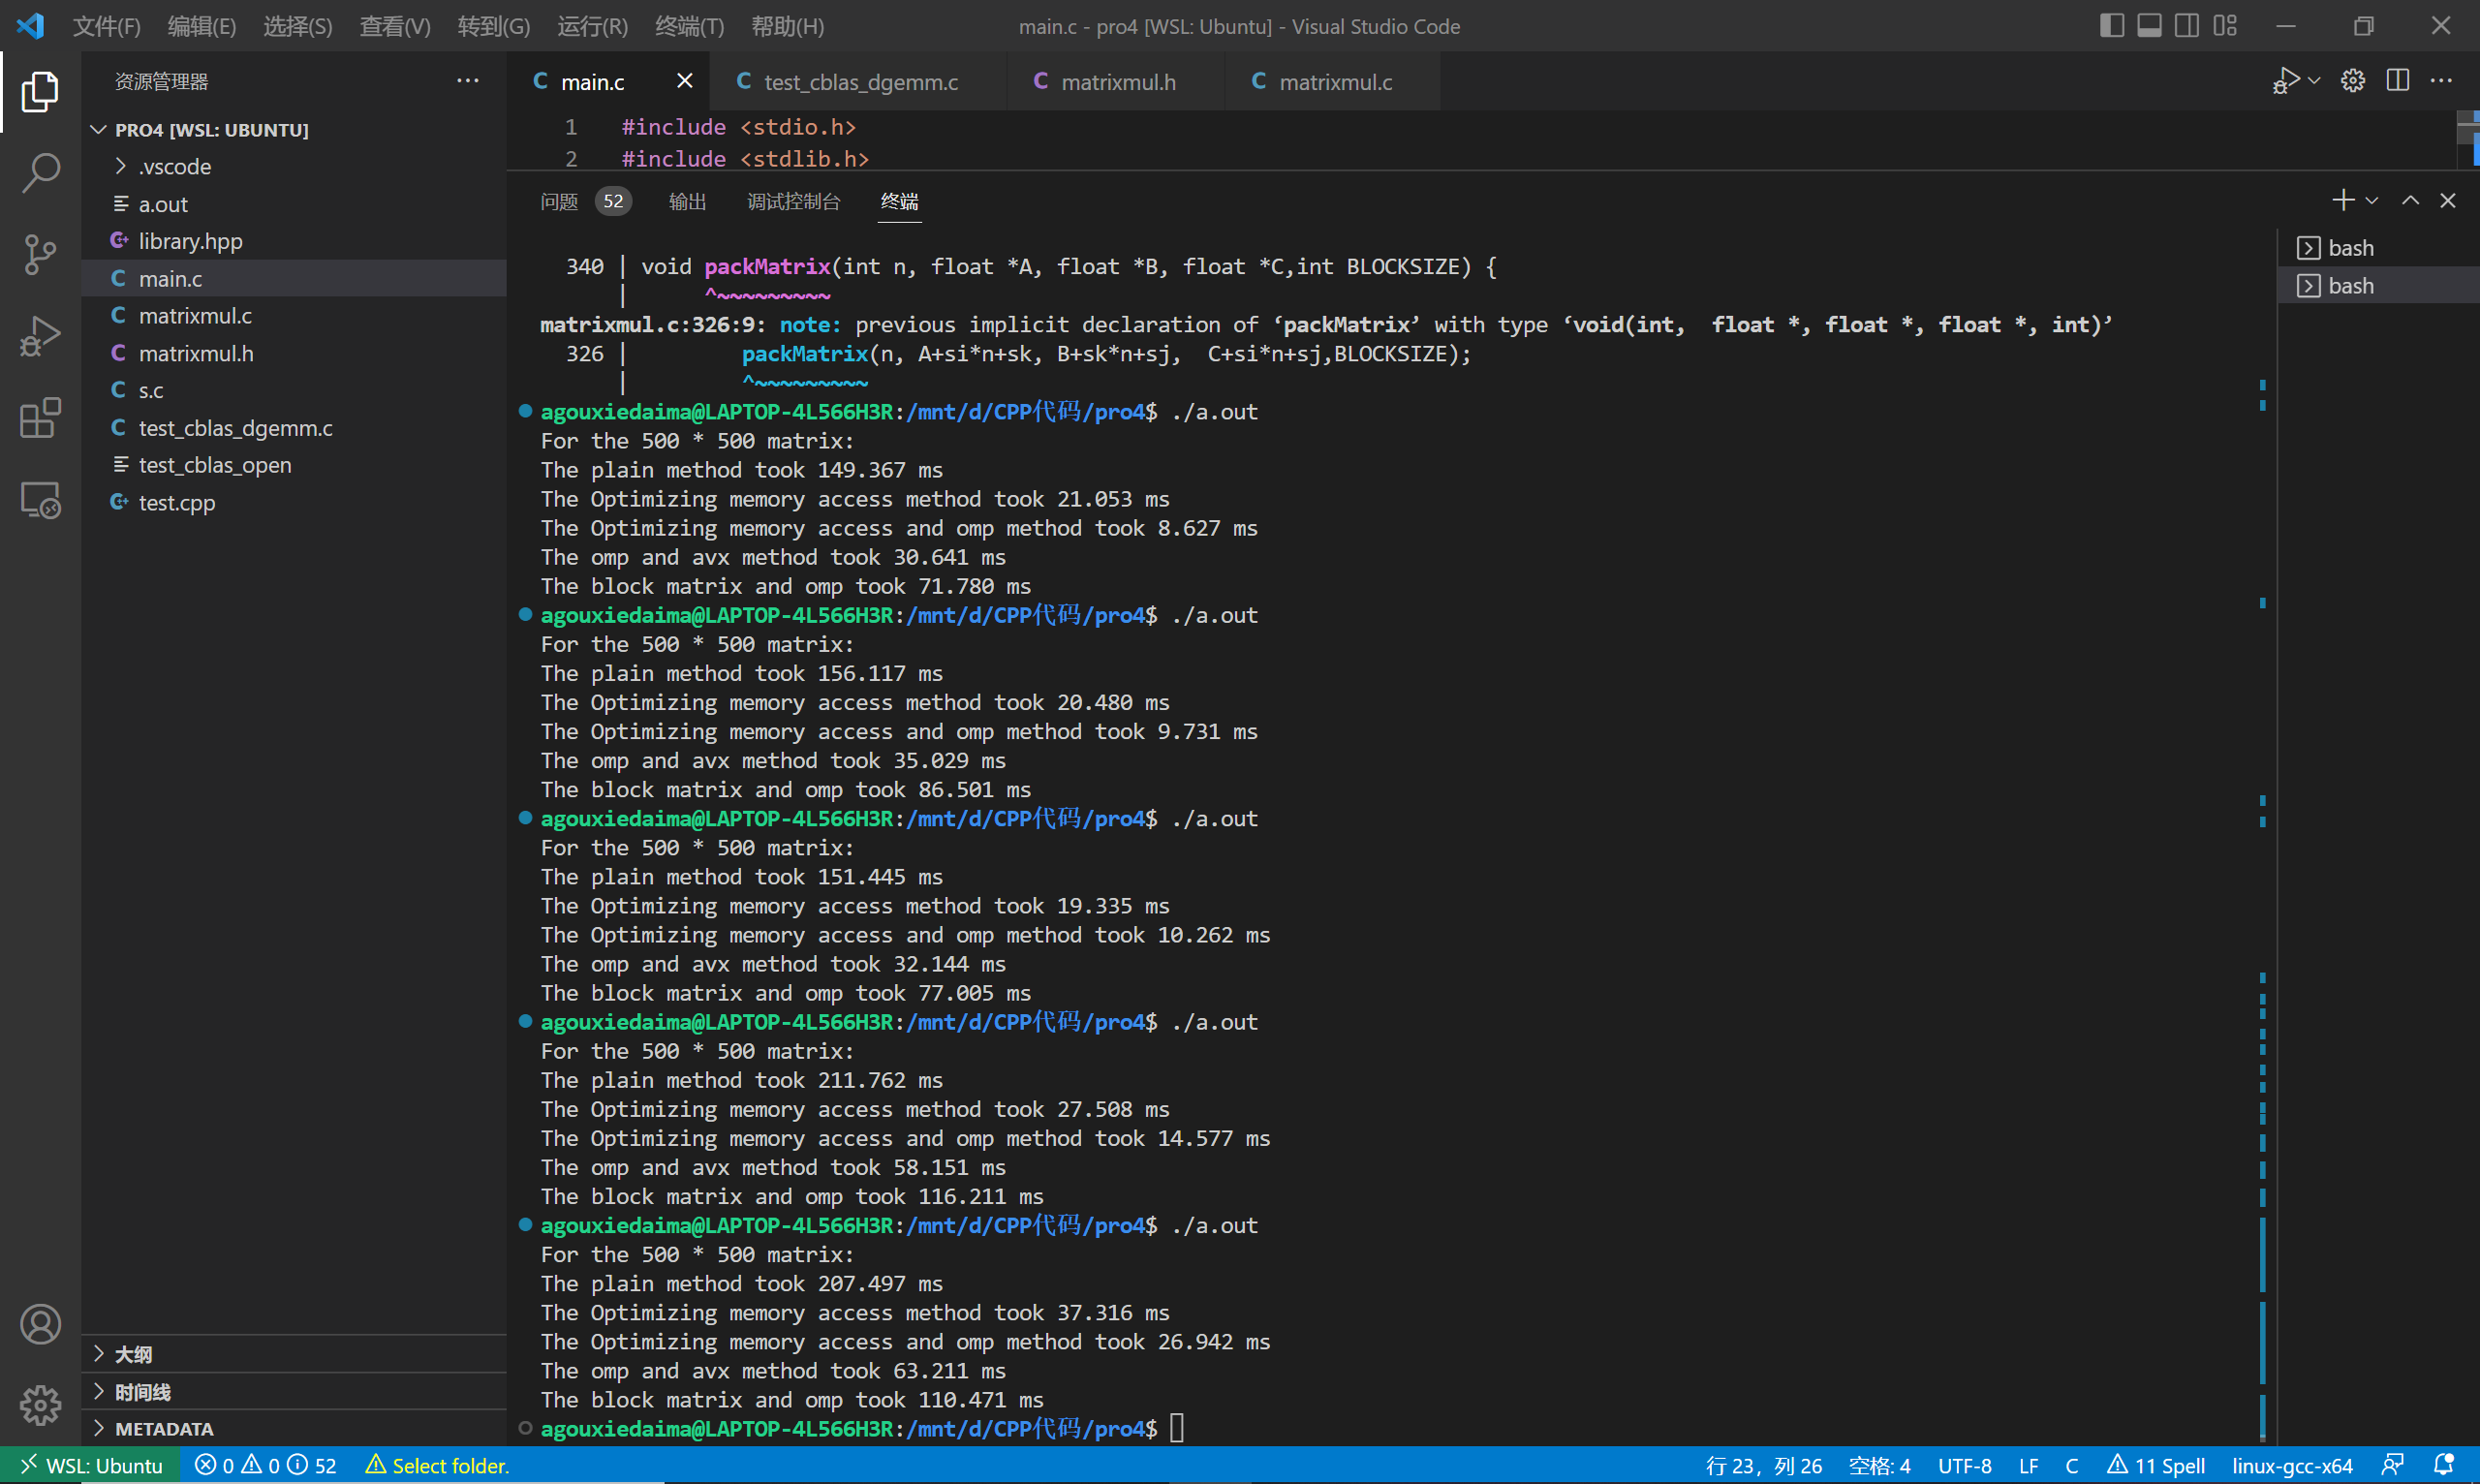 文件(F) 编辑(E) 选择(S) 查看(V) 转到(G) 运行(R) 终端(T) 帮助(H) main.c - pro4 [WSL: Ubuntu] - Visual Studio Code
资源管理器
PRO4 [WSL: UBUNTU]
.vscode
a.out
library.hpp
main.c
matrixmul.c
matrixmul.h
s.c
test_cblas_dgemm.c
test_cblas_open
test.cpp
大纲
时间线
METADATA
main.c test_cblas_dgemm.c matrixmul.h matrixmul.c
1 #include <stdio.h>
2 #include <stdlib.h>
问题 52 输出 调试控制台 终端
bash
bash
340 | void packMatrix(int n, float *A, float *B, float *C,int BLOCKSIZE) {
| ^~~~~~~~~~
matrixmul.c:326:9: note: previous implicit declaration of ‘packMatrix’ with type ‘void(int,  float *, float *, float *, int)’
326 | packMatrix(n, A+si*n+sk, B+sk*n+sj,  C+si*n+sj,BLOCKSIZE);
| ^~~~~~~~~~
agouxiedaima@LAPTOP-4L566H3R:/mnt/d/CPP代码/pro4$ ./a.out
For the 500 * 500 matrix:
The plain method took 149.367 ms
The Optimizing memory access method took 21.053 ms
The Optimizing memory access and omp method took 8.627 ms
The omp and avx method took 30.641 ms
The block matrix and omp took 71.780 ms
agouxiedaima@LAPTOP-4L566H3R:/mnt/d/CPP代码/pro4$ ./a.out
For the 500 * 500 matrix:
The plain method took 156.117 ms
The Optimizing memory access method took 20.480 ms
The Optimizing memory access and omp method took 9.731 ms
The omp and avx method took 35.029 ms
The block matrix and omp took 86.501 ms
agouxiedaima@LAPTOP-4L566H3R:/mnt/d/CPP代码/pro4$ ./a.out
For the 500 * 500 matrix:
The plain method took 151.445 ms
The Optimizing memory access method took 19.335 ms
The Optimizing memory access and omp method took 10.262 ms
The omp and avx method took 32.144 ms
The block matrix and omp took 77.005 ms
agouxiedaima@LAPTOP-4L566H3R:/mnt/d/CPP代码/pro4$ ./a.out
For the 500 * 500 matrix:
The plain method took 211.762 ms
The Optimizing memory access method took 27.508 ms
The Optimizing memory access and omp method took 14.577 ms
The omp and avx method took 58.151 ms
The block matrix and omp took 116.211 ms
agouxiedaima@LAPTOP-4L566H3R:/mnt/d/CPP代码/pro4$ ./a.out
For the 500 * 500 matrix:
The plain method took 207.497 ms
The Optimizing memory access method took 37.316 ms
The Optimizing memory access and omp method took 26.942 ms
The omp and avx method took 63.211 ms
The block matrix and omp took 110.471 ms
agouxiedaima@LAPTOP-4L566H3R:/mnt/d/CPP代码/pro4$
WSL: Ubuntu 0 0 52 Select folder. 行 23，列 26 空格: 4 UTF-8 LF C 11 Spell linux-gcc-x64